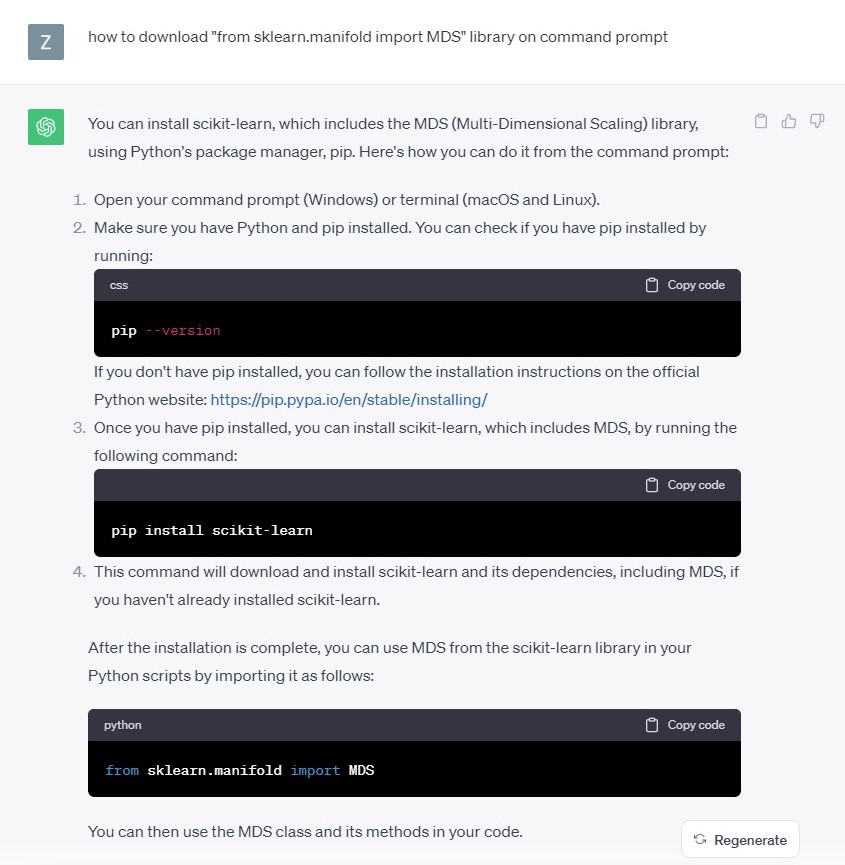 Z
how to download "from sklearn.manifold import MDS" library on command prompt
You can install scikit-learn, which includes the MDS (Multi-Dimensional Scaling) library,
using Python's package manager, pip. Here's how you can do it from the command prompt:
1. Open your command prompt (Windows) or terminal (macOS and Linux).
2. Make sure you have Python and pip installed. You can check if you have pip installed by
running:
css Copy code
pip --version
If you don't have pip installed, you can follow the installation instructions on the official
Python website: https://pip.pypa.io/en/stable/installing/
3. Once you have pip installed, you can install scikit-learn, which includes MDS, by running the
following command:
Copy code
pip install scikit-learn
4. This command will download and install scikit-learn and its dependencies, including MDS, if
you haven't already installed scikit-learn.
After the installation is complete, you can use MDS from the scikit-learn library in your
Python scripts by importing it as follows:
python Copy code
from sklearn.manifold import MDS
You can then use the MDS class and its methods in your code.
Regenerate